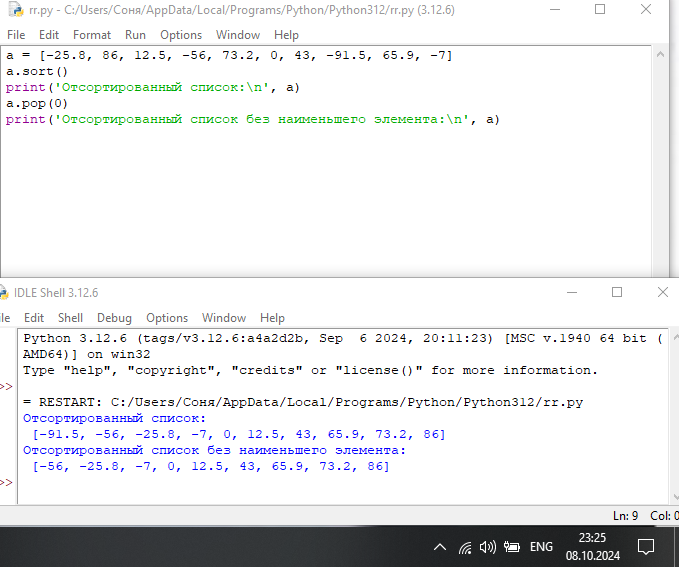 rr.py - C:/Users/Соня/AppData/Local/Programs/Python/Python312/rr.py (3.12.6)
File Edit Format Run Options Window Help
a = [-25.8, 86, 12.5, -56, 73.2, 0, 43, -91.5, 65.9, -7]
a.sort()
print('Отсортированный список:\n', a)
a.pop(0)
print('Отсортированный список без наименьшего элемента:\n', a)
IDLE Shell 3.12.6
ile Edit Shell Debug Options Window Help
Python 3.12.6 (tags/v3.12.6:a4a2d2b, Sep  6 2024, 20:11:23) [MSC v.1940 64 bit (
AMD64)] on win32
Type "help", "copyright", "credits" or "license()" for more information.
>>
= RESTART: C:/Users/Соня/AppData/Local/Programs/Python/Python312/rr.py
Отсортированный список:
[-91.5, -56, -25.8, -7, 0, 12.5, 43, 65.9, 73.2, 86]
Отсортированный список без наименьшего элемента:
[-56, -25.8, -7, 0, 12.5, 43, 65.9, 73.2, 86]
>>
Ln: 9 Col: 0
ENG
23:25
08.10.2024